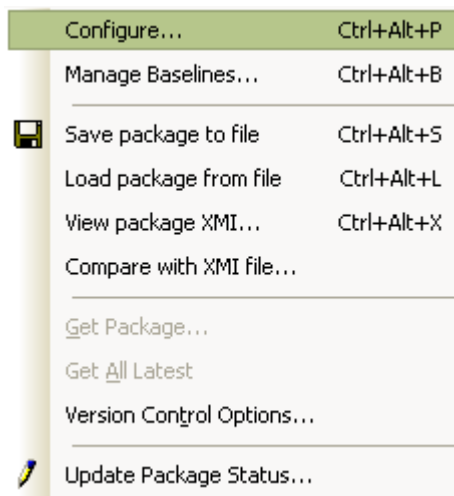 Configure... Ctrl+Alt+P
Manage Baselines... Ctrl+Alt+B
Save package to file Ctrl+Alt+S
Load package from file Ctrl+Alt+L
View package XMI... Ctrl+Alt+X
Compare with XMI file...
Get Package...
Get All Latest
Version Control Options...
Update Package Status...